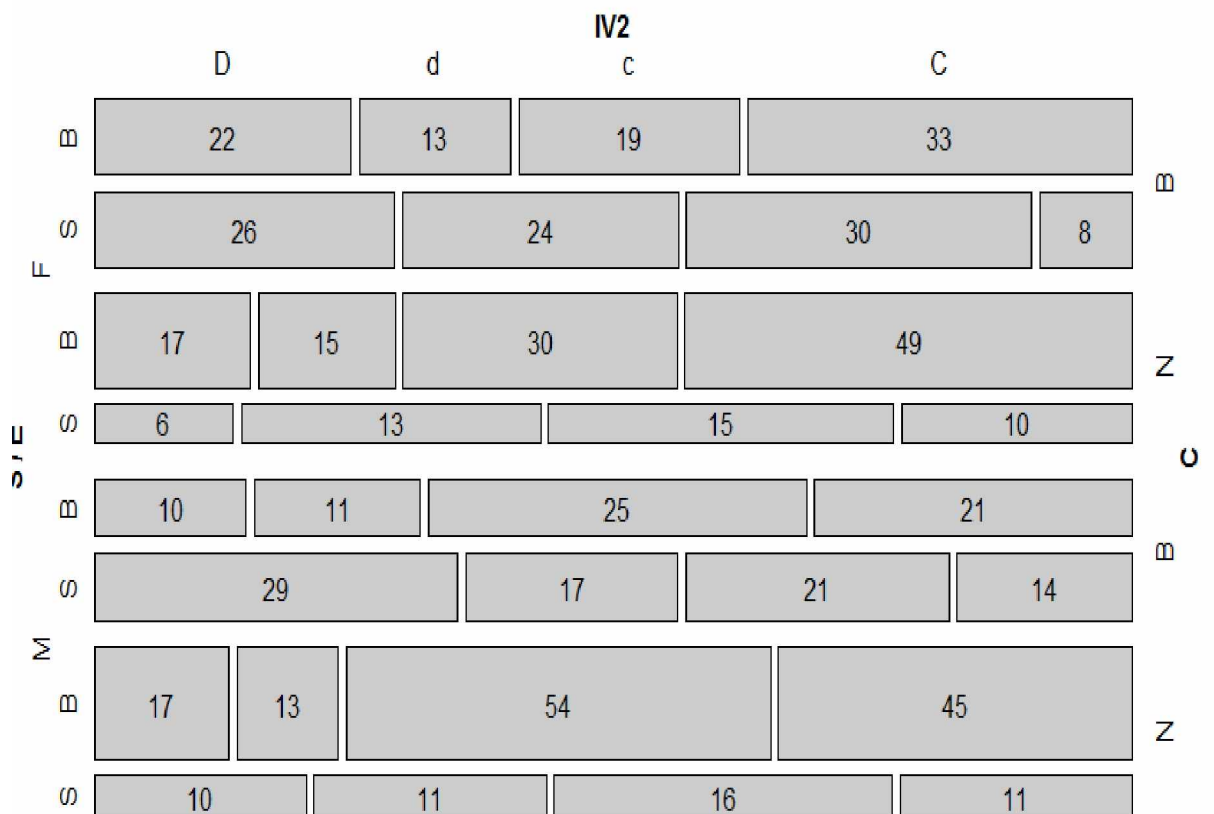 IV2
D d c C
B 22 13 19 33
B
S 26 24 30 8
F
B 17 15 30 49
N
S 6 13 15 10
C
B 10 11 25 21
B
S 29 17 21 14
M
B 17 13 54 45
N
S 10 11 16 11